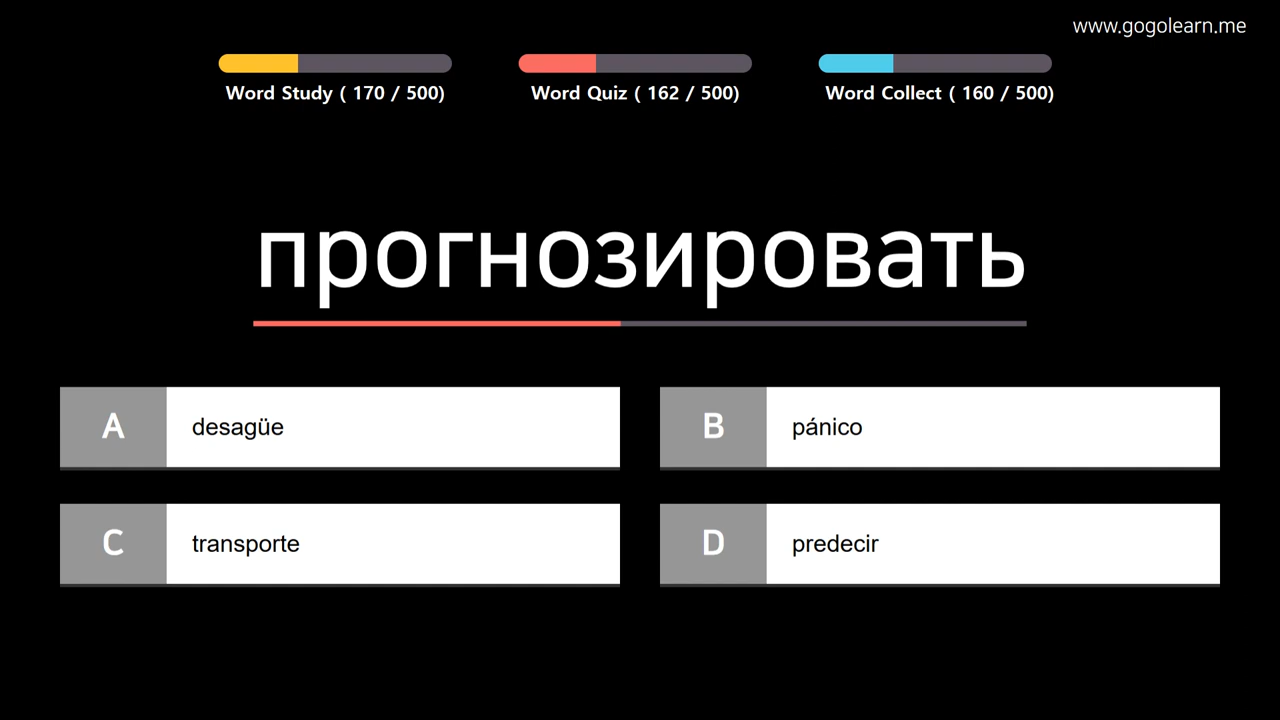 www.gogolearn.me
Word Study ( 170 / 500)
Word Quiz ( 162 / 500)
Word Collect ( 160 / 500)
прогнозировать
A desagüe
B pánico
C transporte
D predecir